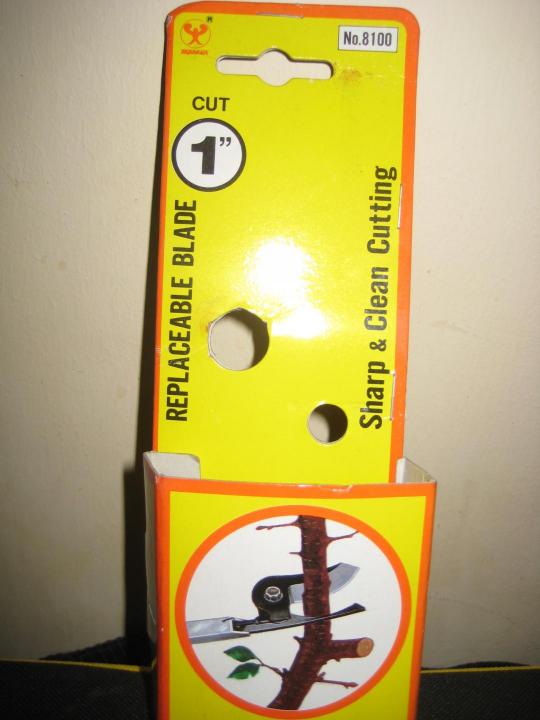 ®
No.8100
CUT
1"
REPLACEABLE BLADE
Sharp & Clean Cutting